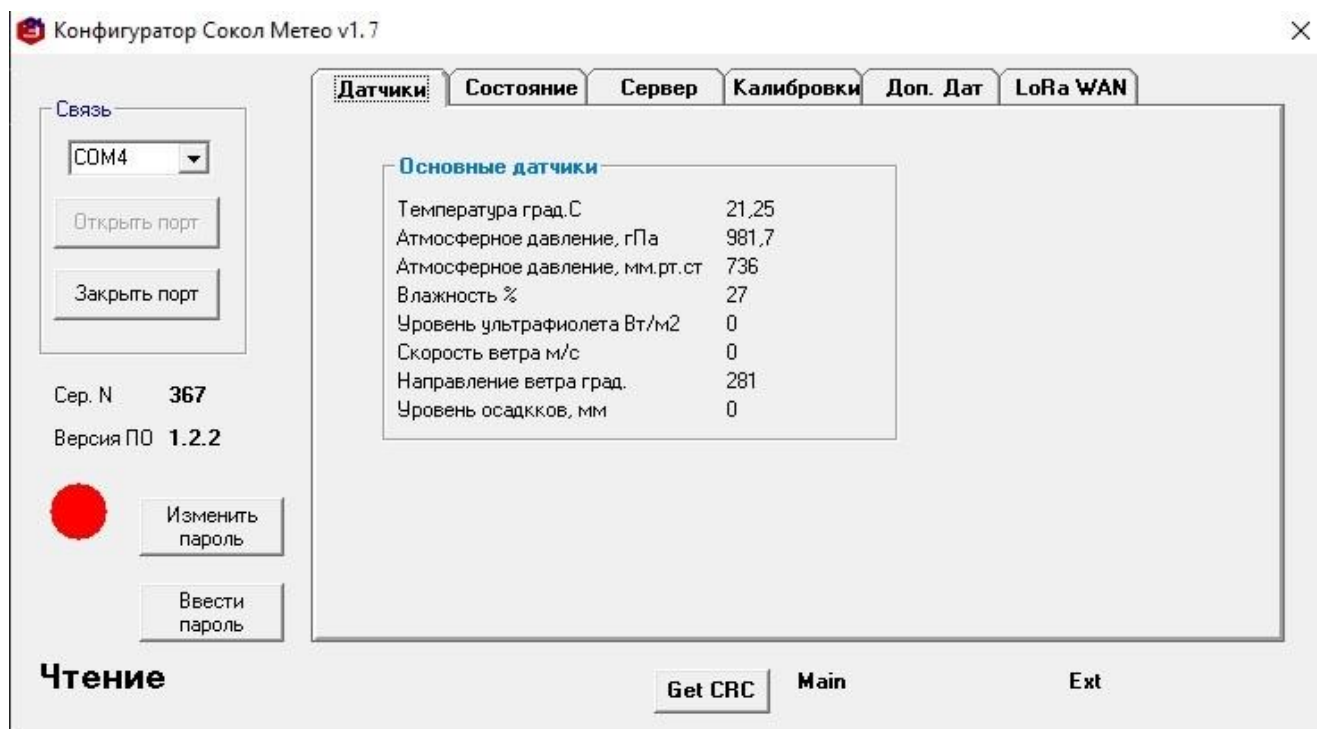 Конфигуратор Сокол Метео v1.7
Связь
COM4
Открыть порт
Закрыть порт
Сер. N 367
Версия ПО 1.2.2
Изменить
пароль
Ввести
пароль
Чтение
Датчики Состояние Сервер Калибровки Доп. Дат LoRa WAN
Основные датчики
Температура град.С 21,25
Атмосферное давление, гПа 981,7
Атмосферное давление, мм.рт.ст 736
Влажность % 27
Уровень ультрафиолета Вт/м2 0
Скорость ветра м/с 0
Направление ветра град. 281
Уровень осадкков, мм 0
Get CRC Main Ext